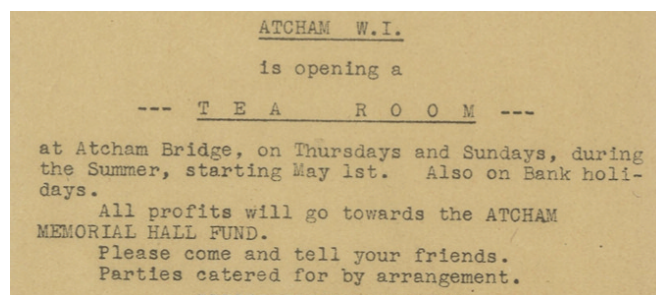 ATCHAM W.I.
is opening a
--- T E A R O O M ---
at Atcham Bridge, on Thursdays and Sundays, during
the Summer, starting May 1st. Also on Bank holi-
days.
All profits will go towards the ATCHAM
MEMORIAL HALL FUND.
Please come and tell your friends.
Parties catered for by arrangement.